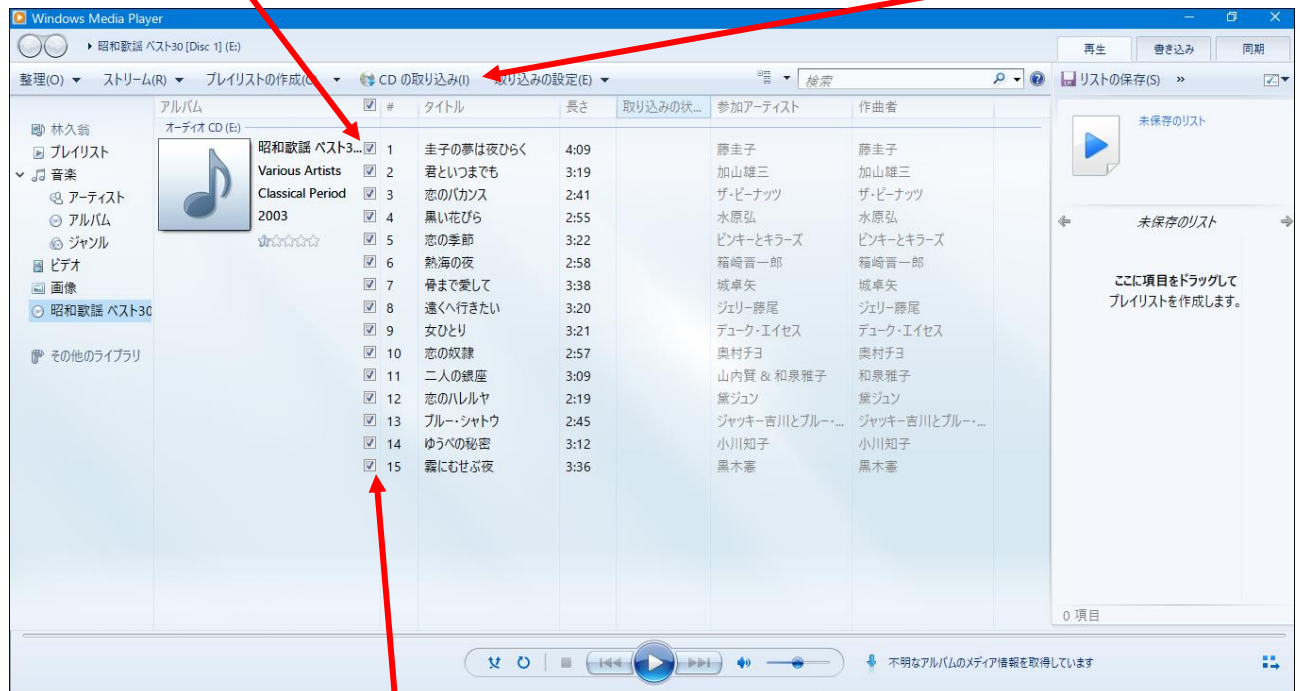 Windows Media Player
昭和歌謡 ベスト30 [Disc 1] (E:)
再生 書き込み 同期
整理(O) ストリーム(R) プレイリストの作成( CD の取り込み(I) 取り込みの設定(E) 検索 リストの保存(S) »
アルバム # タイトル 長さ 取り込みの状... 参加アーティスト 作曲者
オーディオ CD (E:)
林久翁
プレイリスト
音楽
アーティスト
アルバム
ジャンル
ビデオ
画像
昭和歌謡 ベスト30
その他のライブラリ
昭和歌謡 ベスト3...
Various Artists
Classical Period
2003
1 圭子の夢は夜ひらく 4:09 藤圭子 藤圭子
2 君といつまでも 3:19 加山雄三 加山雄三
3 恋のバカンス 2:41 ザ・ピーナッツ ザ・ピーナッツ
4 黒い花びら 2:55 水原弘 水原弘
5 恋の季節 3:22 ピンキーとキラーズ ピンキーとキラーズ
6 熱海の夜 2:58 箱崎晋一郎 箱崎晋一郎
7 骨まで愛して 3:38 城卓矢 城卓矢
8 遠くへ行きたい 3:20 ジェリー藤尾 ジェリー藤尾
9 女ひとり 3:21 デューク・エイセス デューク・エイセス
10 恋の奴隷 2:57 奥村チヨ 奥村チヨ
11 二人の銀座 3:09 山内賢 & 和泉雅子 和泉雅子
12 恋のハレルヤ 2:19 黛ジュン 黛ジュン
13 ブルー・シャトウ 2:45 ジャッキー吉川とブルー・... ジャッキー吉川とブルー・...
14 ゆうべの秘密 3:12 小川知子 小川知子
15 霧にむせぶ夜 3:36 黒木憲 黒木憲
未保存のリスト
未保存のリスト
ここに項目をドラッグして
プレイリストを作成します。
0 項目
不明なアルバムのメディア情報を取得しています